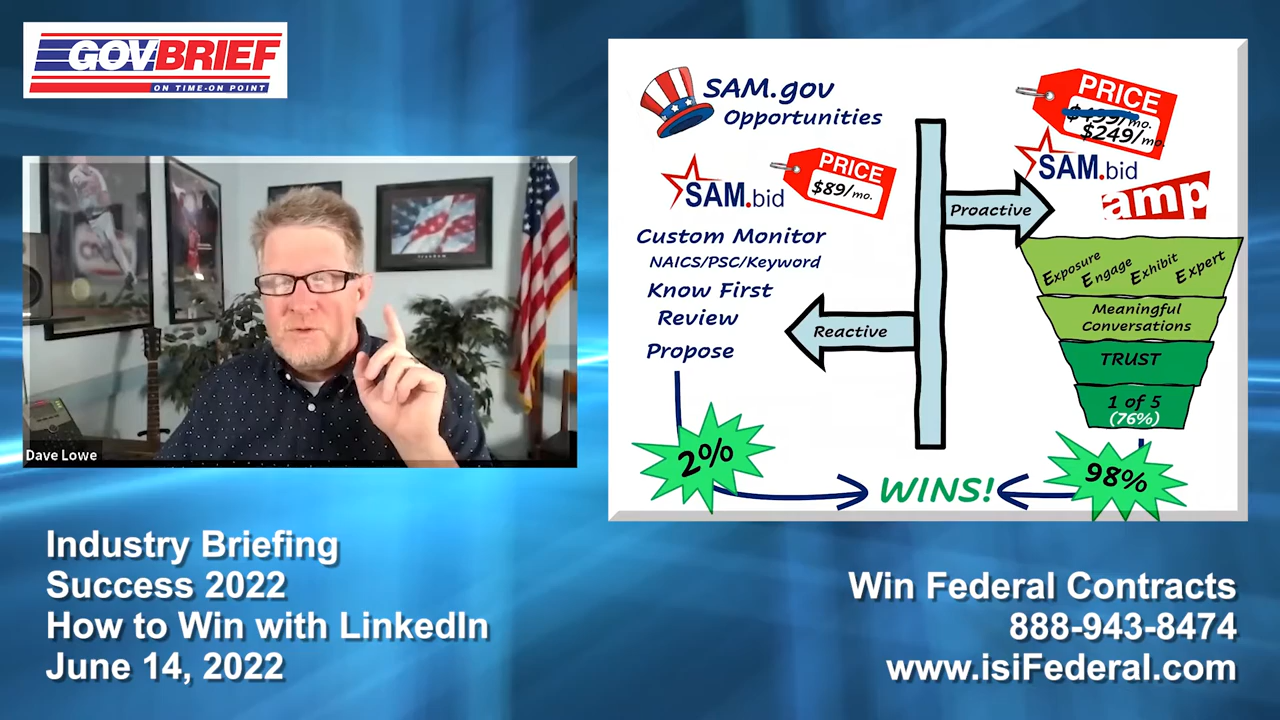 GOVBRIEF
ON TIME-ON POINT
Dave Lowe
SAM.gov
Opportunities
SAM.bid
PRICE
$89/mo.
Custom Monitor
NAICS/PSC/Keyword
Know First
Review
Propose
2%
Reactive
Proactive
PRICE
$499/mo.
$249/mo.
SAM.bid
amp
Exposure
Engage
Exhibit
Expert
Meaningful
Conversations
TRUST
1 of 5
(76%)
98%
WINS!
Industry Briefing
Success 2022
How to Win with LinkedIn
June 14, 2022
Win Federal Contracts
888-943-8474
www.isiFederal.com